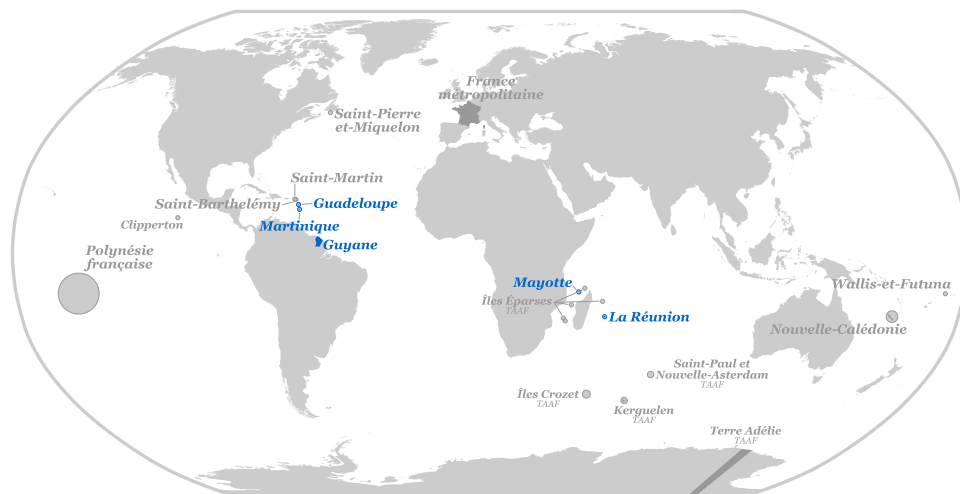 France
métropolitaine
Saint-Pierre
et-Miquelon
Saint-Martin
Saint-Barthelémy
Guadeloupe
Clipperton
Martinique
Guyane
Polynésie
française
Mayotte
Îles Éparses
TAAF
La Réunion
Wallis-et-Futuna
Nouvelle-Calédonie
Saint-Paul et
Nouvelle-Asterdam
TAAF
Îles Crozet
TAAF
Kerguelen
TAAF
Terre Adélie
TAAF